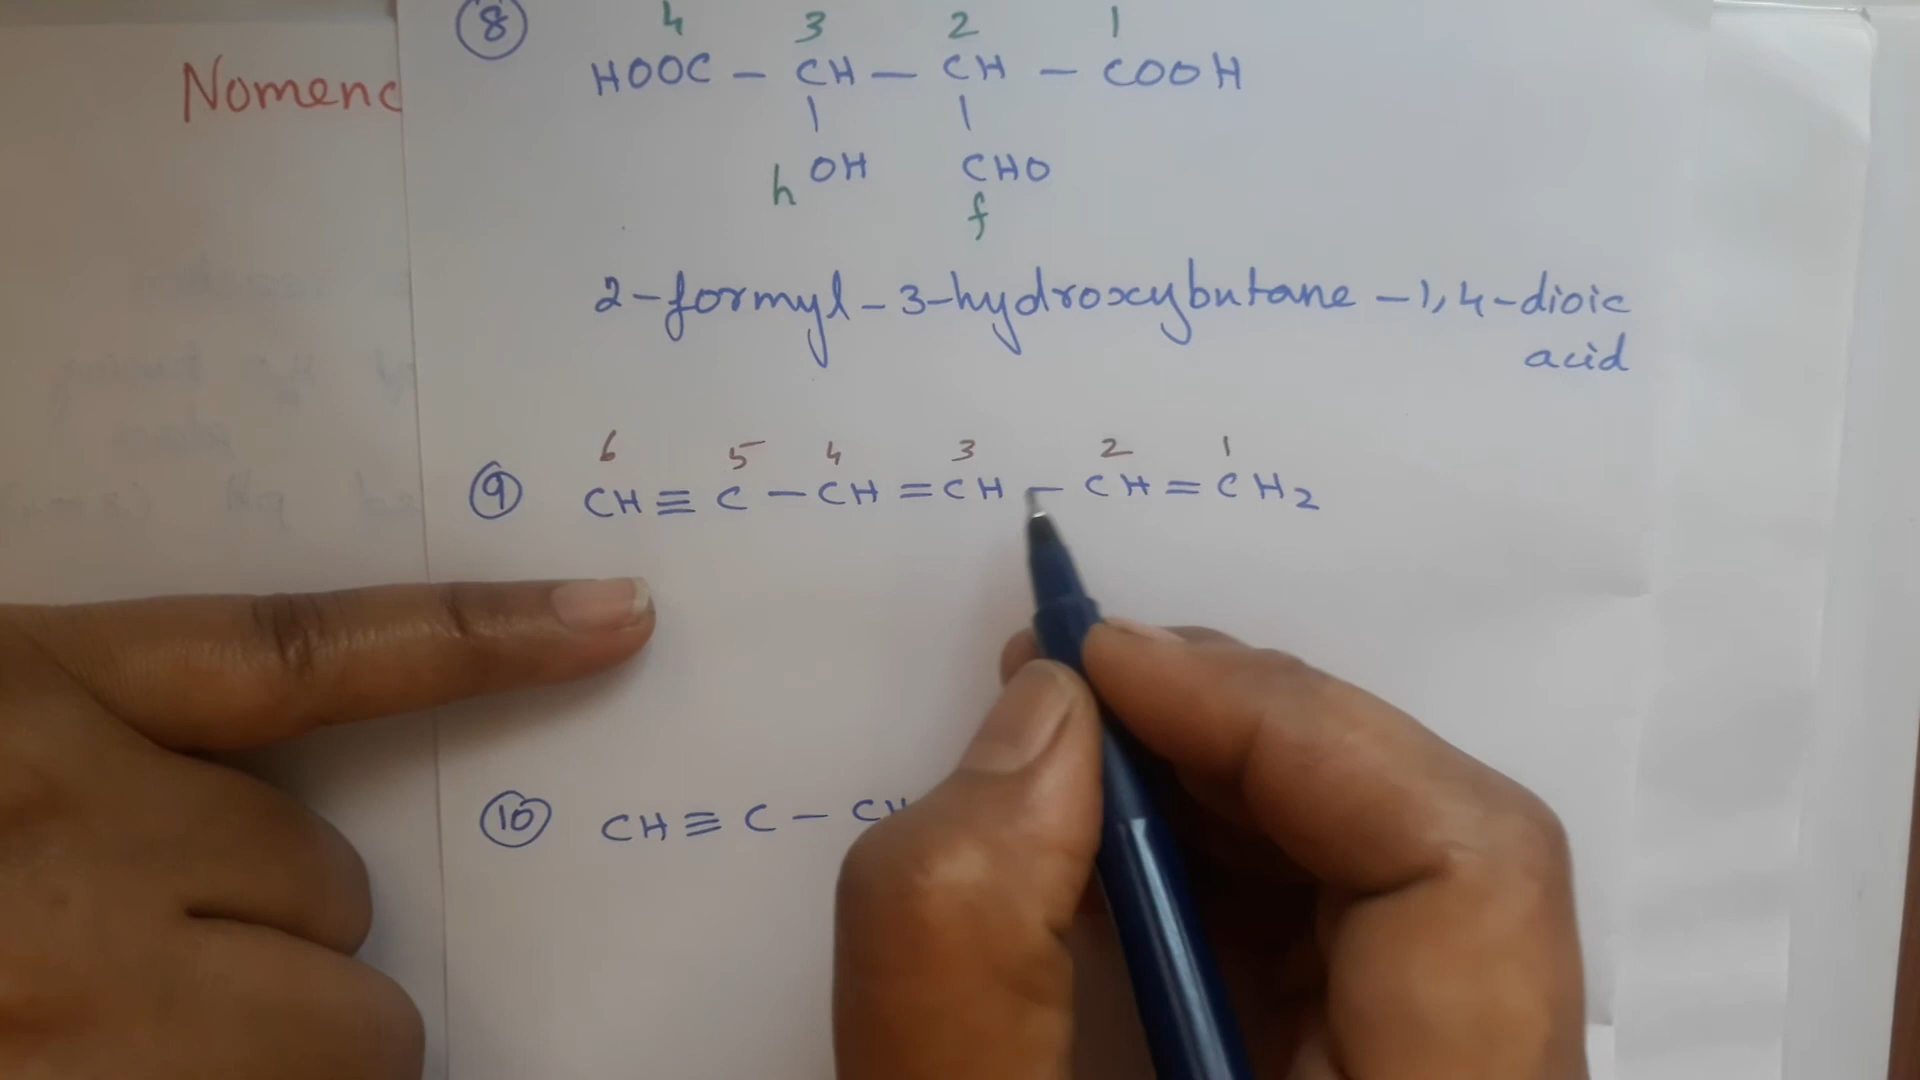 8
4 3 2 1
Nomenc
HOOC - CH - CH - COOH
| |
h OH CHO
f
2-formyl-3-hydroxybutane-1,4-dioic
acid
6 5 4 3 2 1
9 CH≡C-CH=CH-CH=CH2
10 CH≡C-CH